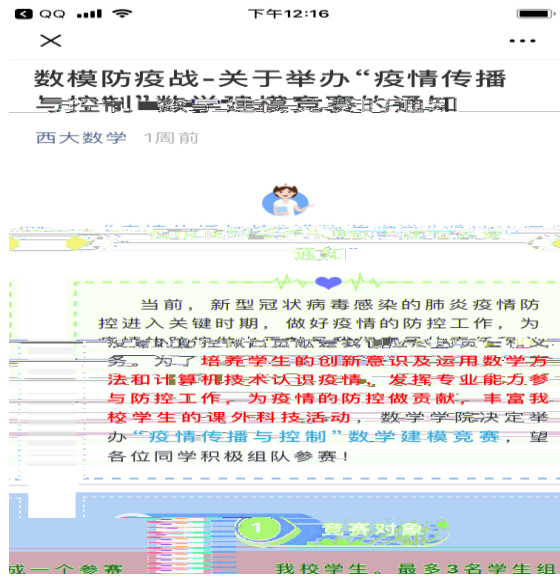 QQ 下午12:16
数模防疫战-关于举办“疫情传播
与控制”数学建模竞赛的通知
西大数学 1周前
通知”
当前，新型冠状病毒感染的肺炎疫情防
控进入关键时期，做好疫情的防控工作，为
务。为了培养学生的创新意识及运用数学方
法和计算机技术认识疫情，发挥专业能力参
与防控工作，为疫情的防控做贡献，丰富我
校学生的课外科技活动，数学学院决定举
办“疫情传播与控制”数学建模竞赛，望
各位同学积极组队参赛！
1 竞赛对象
成一个参赛 我校学生。最多3名学生组